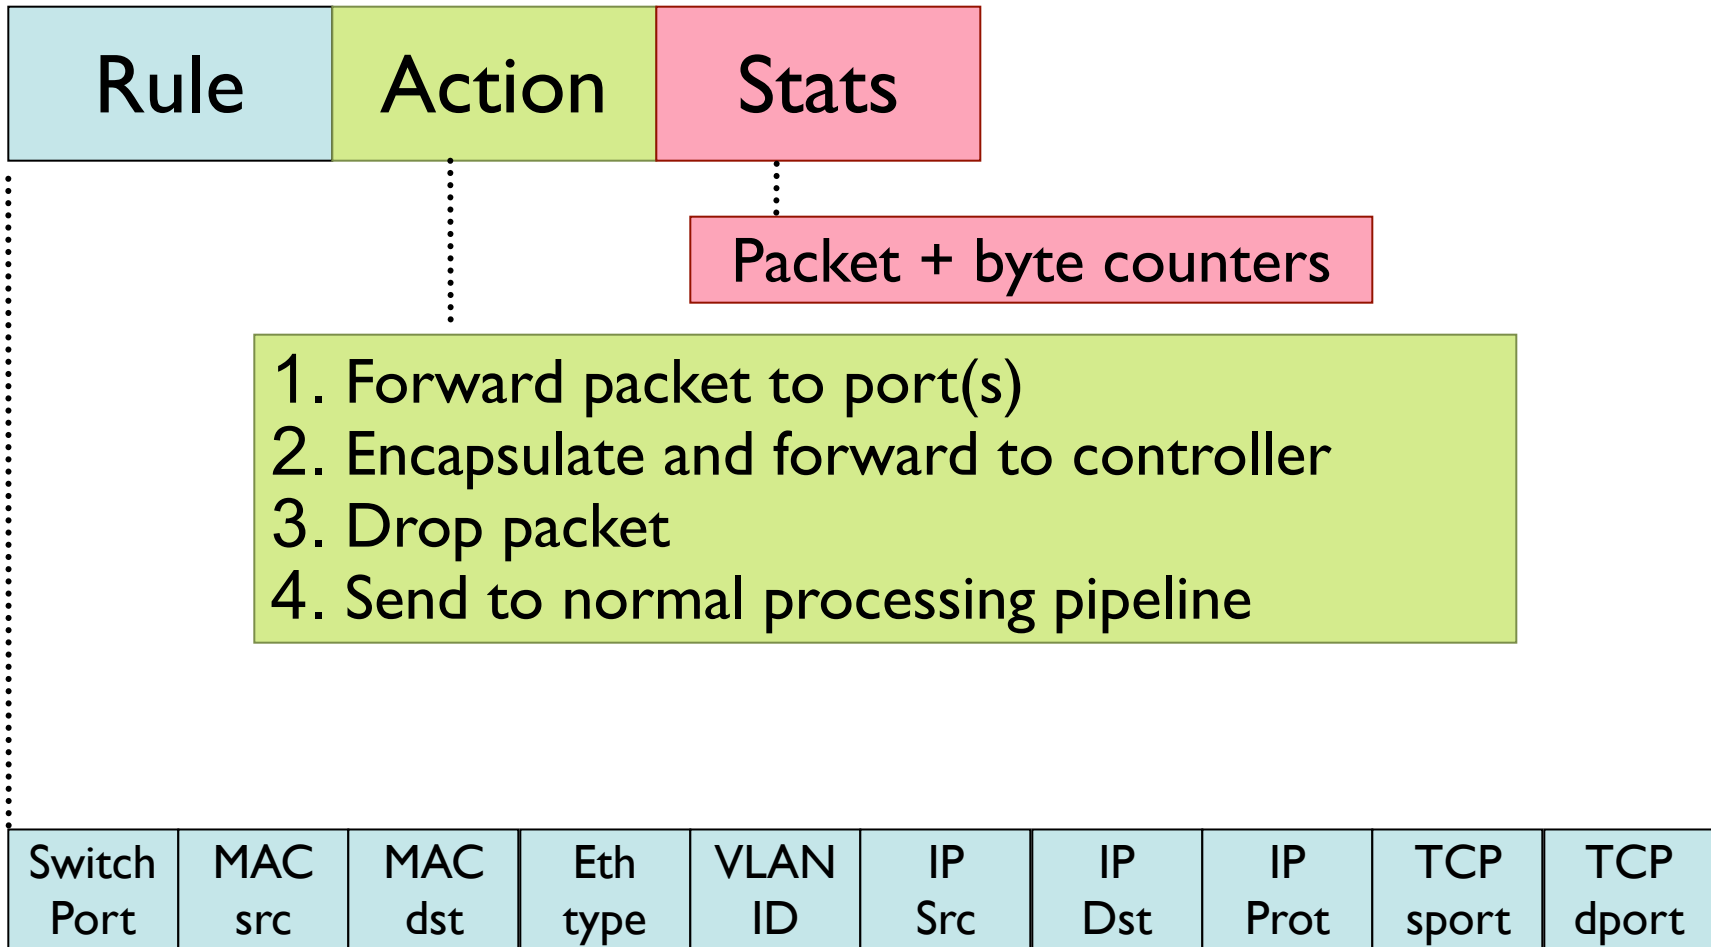 Rule Action Stats
Packet + byte counters
1. Forward packet to port(s)
2. Encapsulate and forward to controller
3. Drop packet
4. Send to normal processing pipeline
Switch Port
MAC src
MAC dst
Eth type
VLAN ID
IP Src
IP Dst
IP Prot
TCP sport
TCP dport